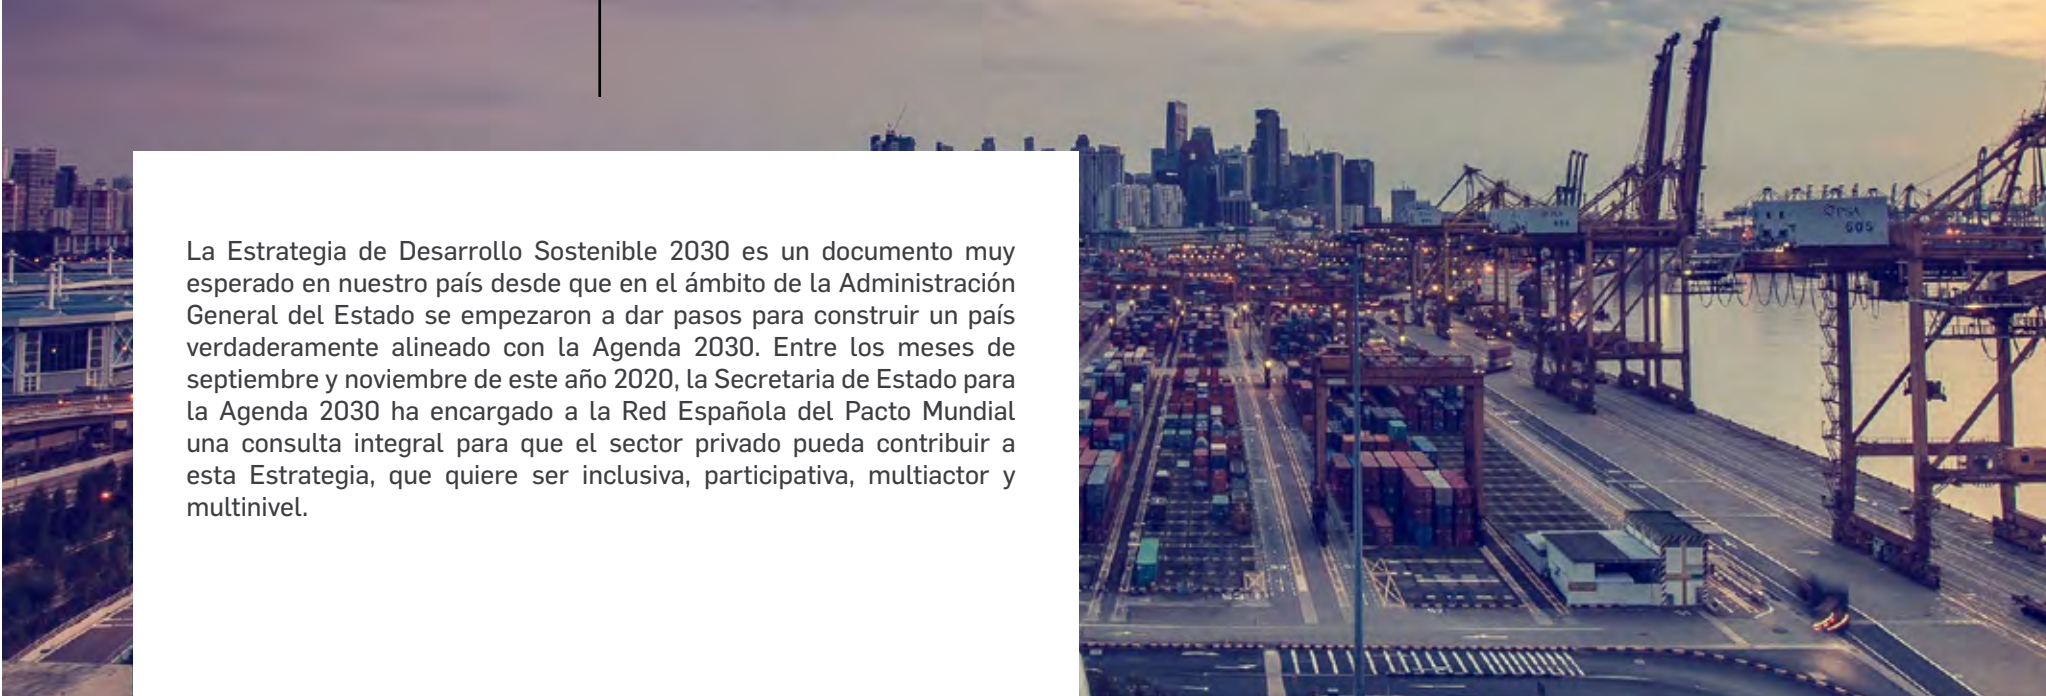 La Estrategia de Desarrollo Sostenible 2030 es un documento muy
esperado en nuestro país desde que en el ámbito de la Administración
General del Estado se empezaron a dar pasos para construir un país
verdaderamente alineado con la Agenda 2030. Entre los meses de
septiembre y noviembre de este año 2020, la Secretaria de Estado para
la Agenda 2030 ha encargado a la Red Española del Pacto Mundial
una consulta integral para que el sector privado pueda contribuir a
esta Estrategia, que quiere ser inclusiva, participativa, multiactor y
multinivel.
PSA
605